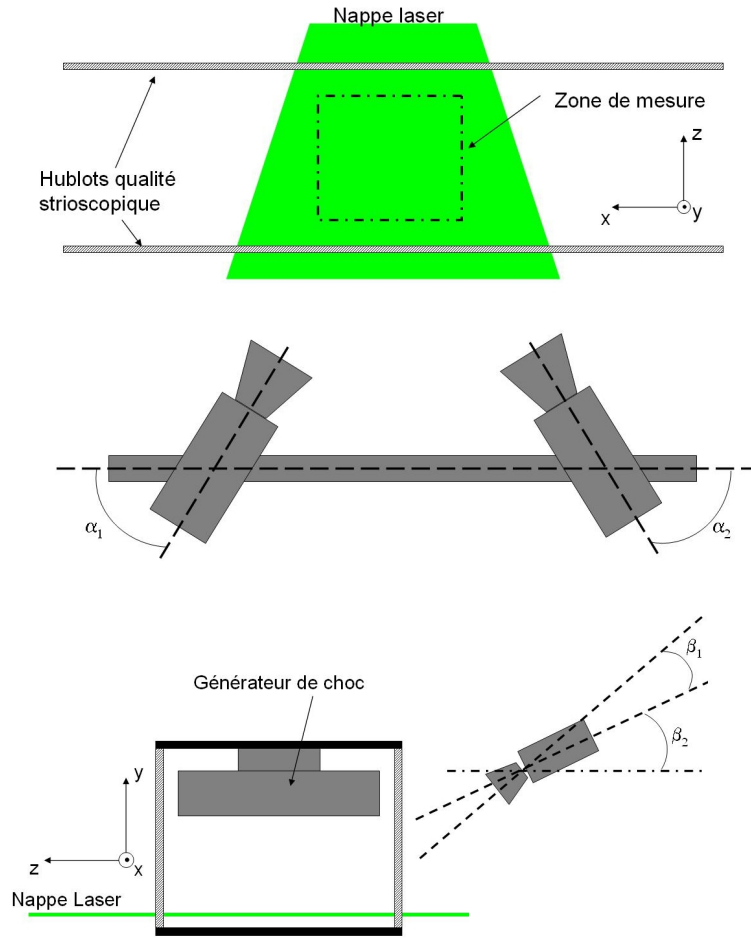 Nappe laser
Zone de mesure
Hublots qualité
strioscopique
z
x
y
α₁
α₂
β₁
β₂
Générateur de choc
y
z
x
Nappe Laser